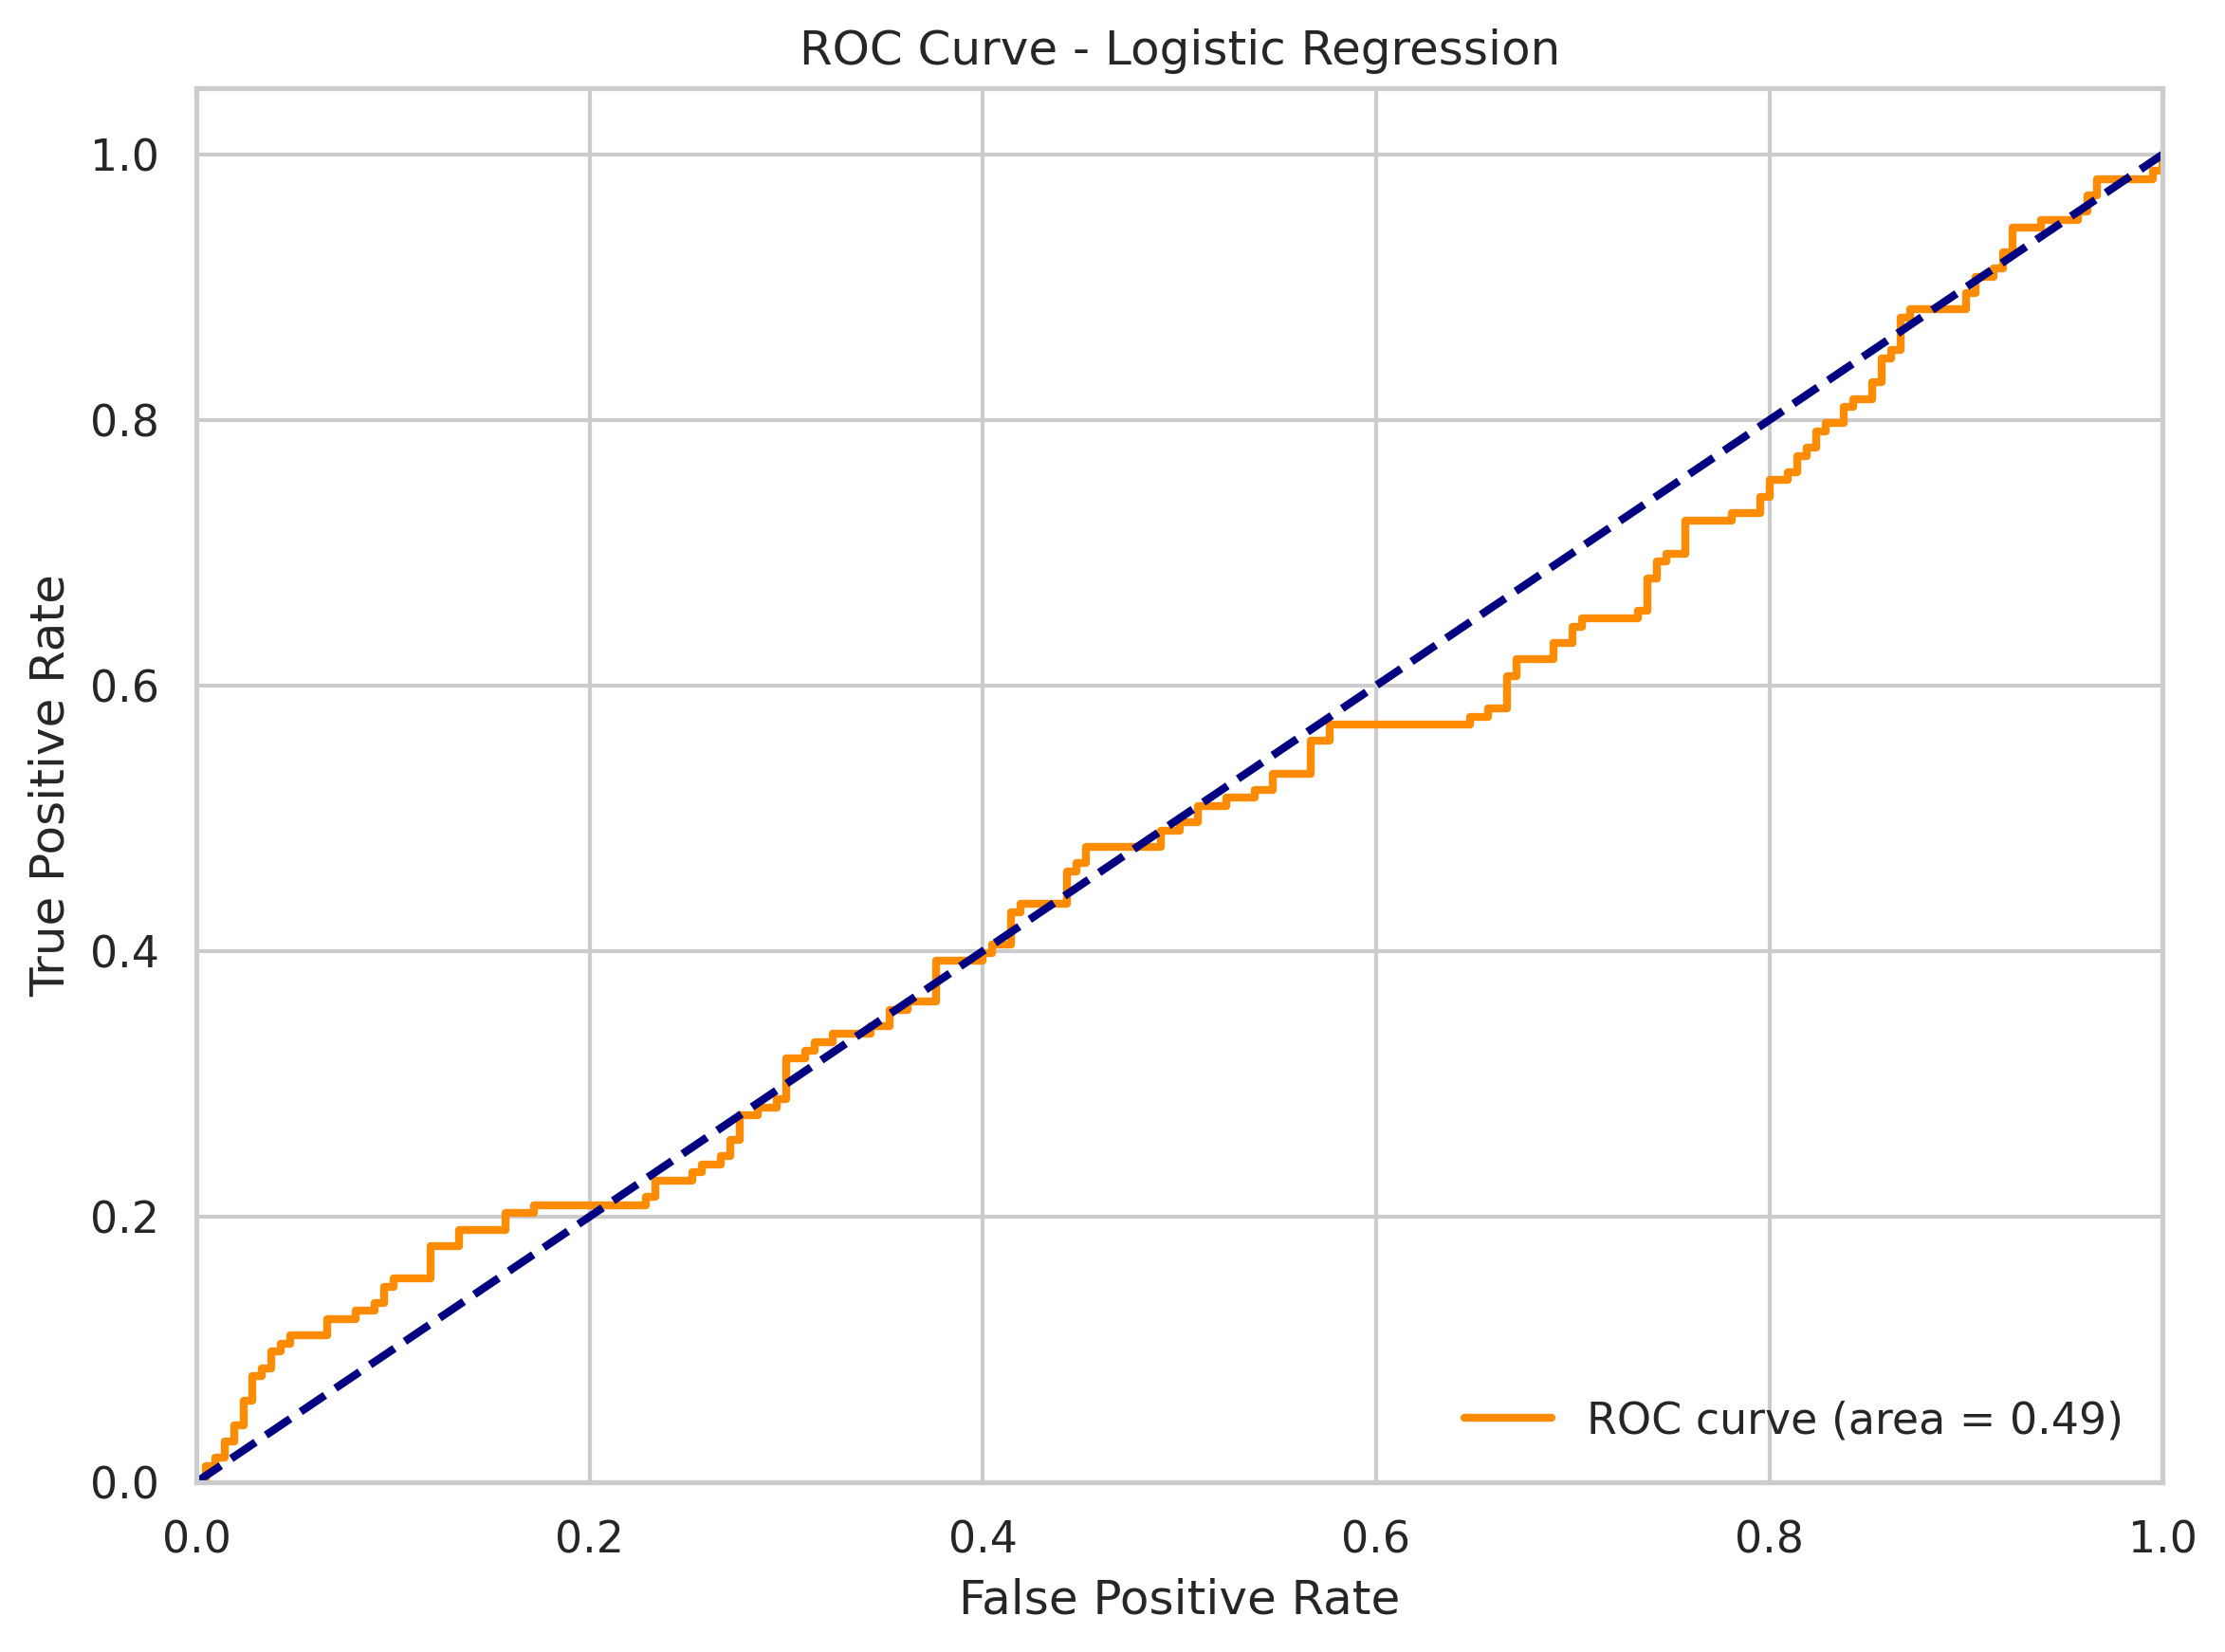 ROC Curve - Logistic Regression
True Positive Rate
1.0
0.8
0.6
0.4
0.2
0.0
ROC curve (area = 0.49)
0.0 0.2 0.4 0.6 0.8 1.0
False Positive Rate